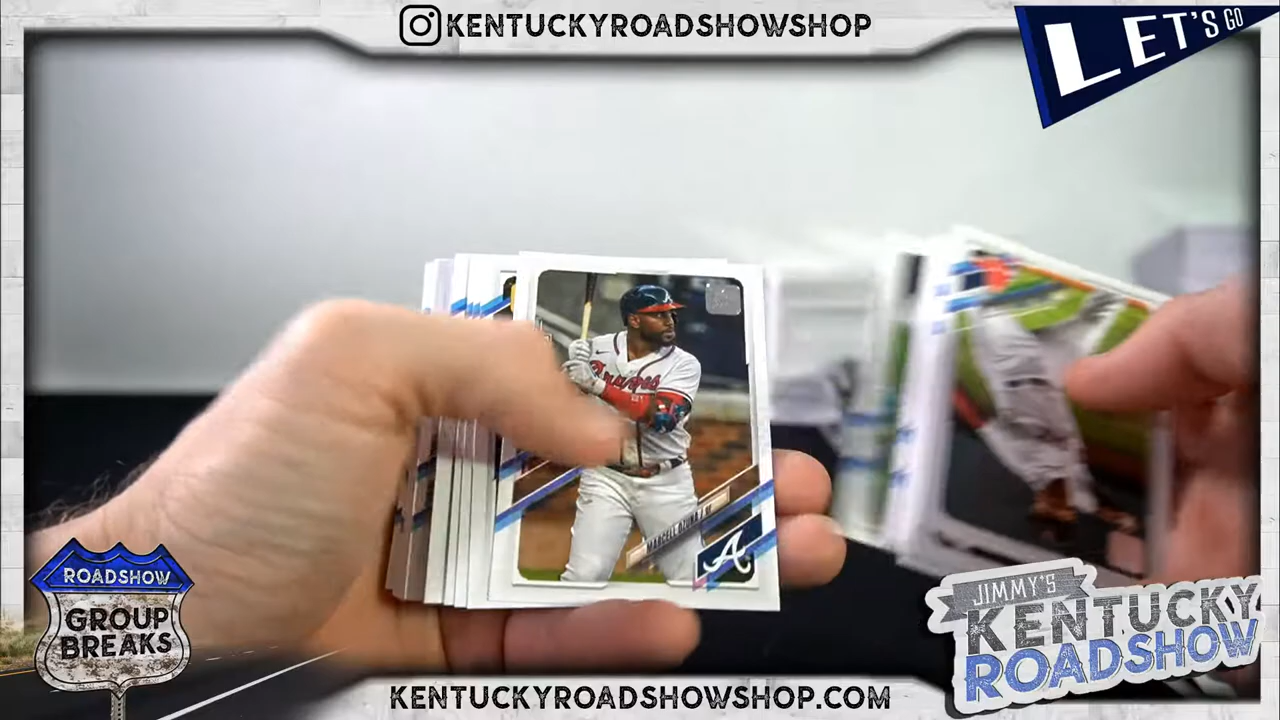 KENTUCKYROADSHOWSHOP
LET'S GO
Braves
MARCELL OZUNA
A
ROADSHOW
GROUP
BREAKS
JIMMY'S
KENTUCKY
ROADSHOW
KENTUCKYROADSHOWSHOP.COM